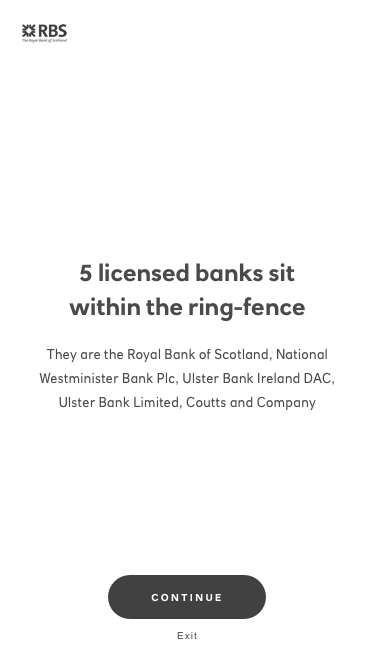 RBS
The Royal Bank of Scotland
5 licensed banks sit
within the ring-fence
They are the Royal Bank of Scotland, National
Westminister Bank Plc, Ulster Bank Ireland DAC,
Ulster Bank Limited, Coutts and Company
CONTINUE
Exit